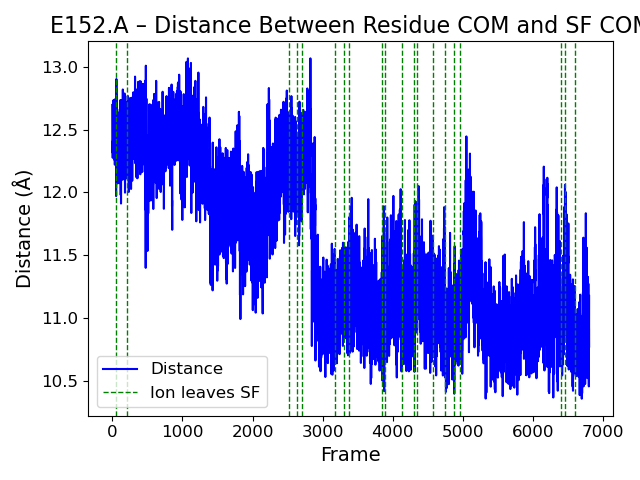 E152.A – Distance Between Residue COM and SF COM
13.0
12.5
12.0
11.5
11.0
10.5
Distance (Å)
Distance
Ion leaves SF
0 1000 2000 3000 4000 5000 6000 7000
Frame